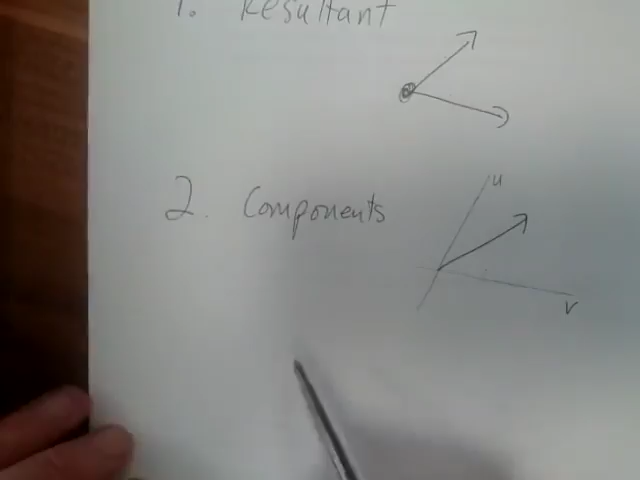 1. Resultant
2. Components
u
v